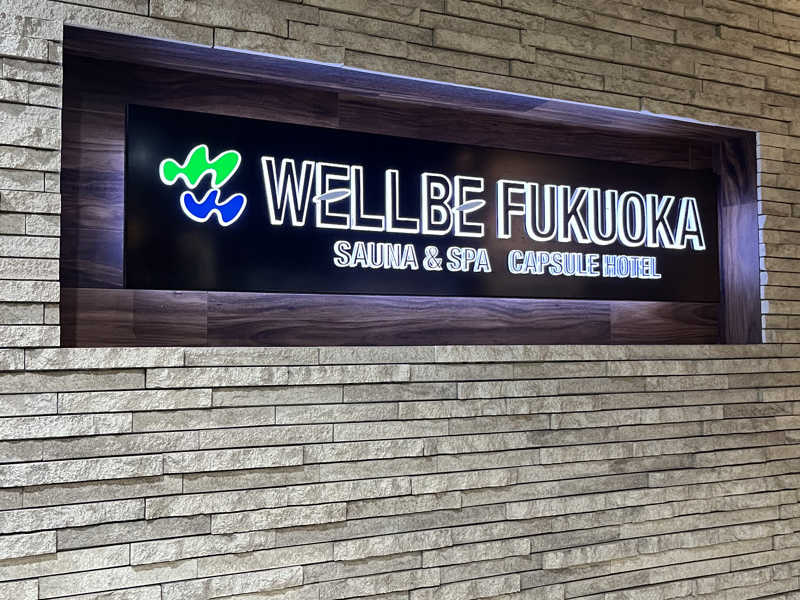 WELLBE FUKUOKA
SAUNA & SPA CAPSULE HOTEL